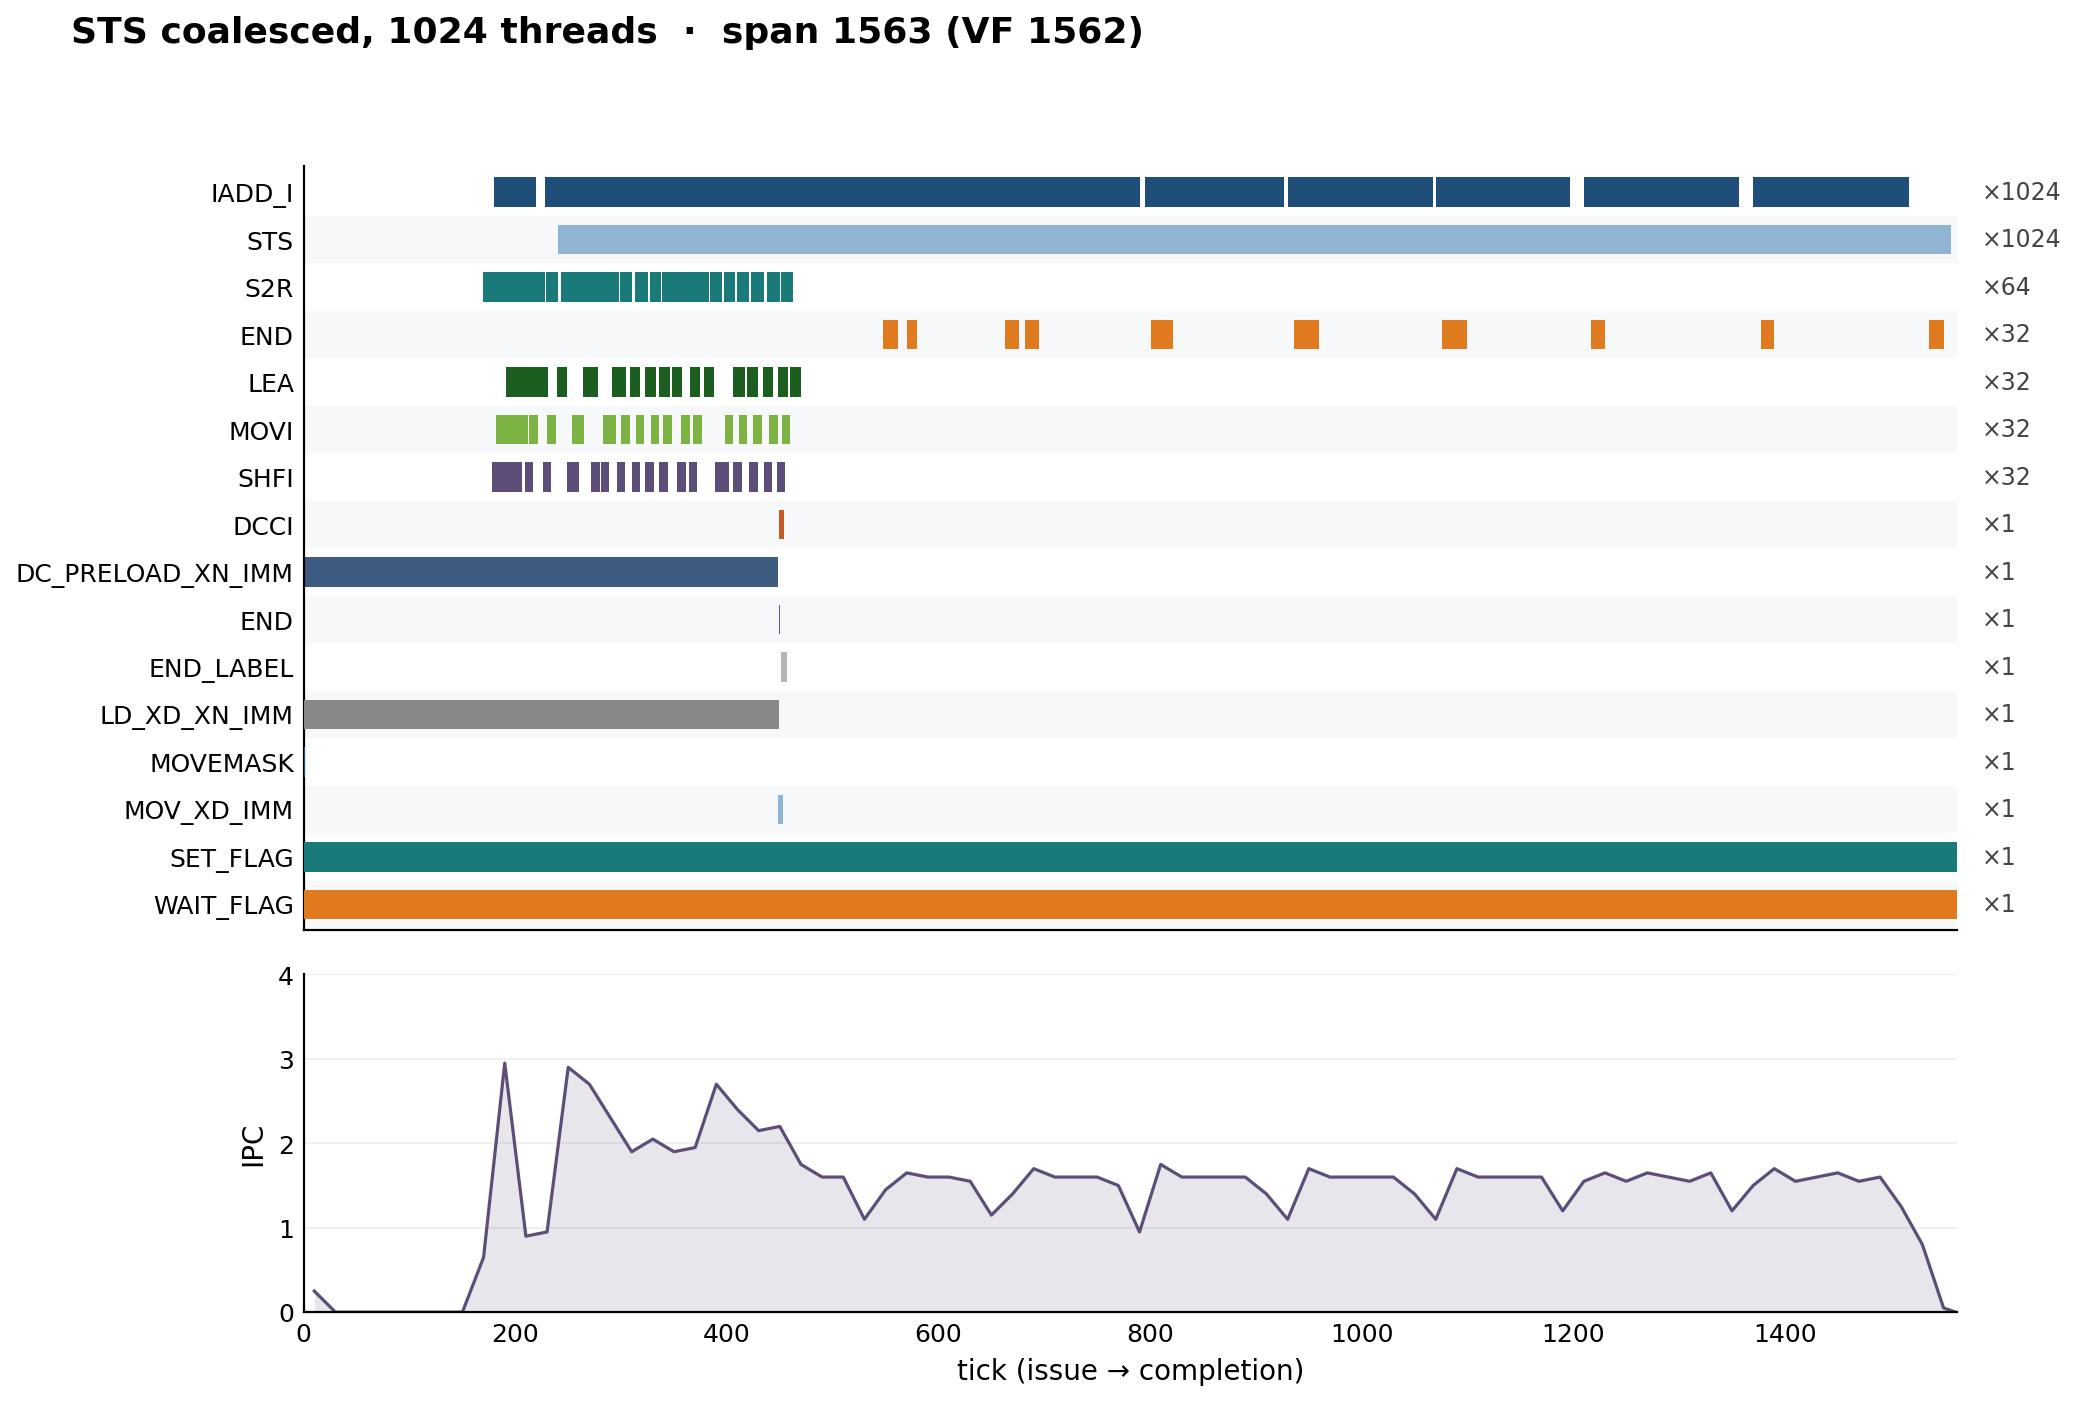 STS coalesced, 1024 threads · span 1563 (VF 1562)
IADD_I ×1024
STS ×1024
S2R ×64
END ×32
LEA ×32
MOVI ×32
SHFI ×32
DCCI ×1
DC_PRELOAD_XN_IMM ×1
END ×1
END_LABEL ×1
LD_XD_XN_IMM ×1
MOVEMASK ×1
MOV_XD_IMM ×1
SET_FLAG ×1
WAIT_FLAG ×1
4
3
2
1
0
IPC
0 200 400 600 800 1000 1200 1400
tick (issue → completion)